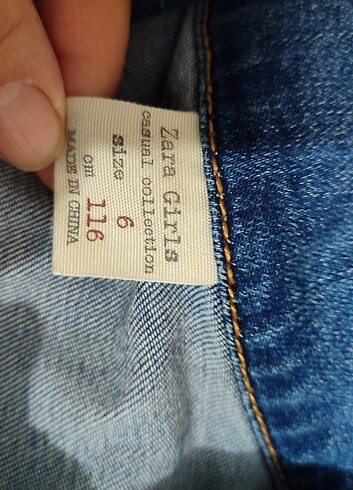 Zara Girls
casual collection
size 6
cm 116
MADE IN CHINA